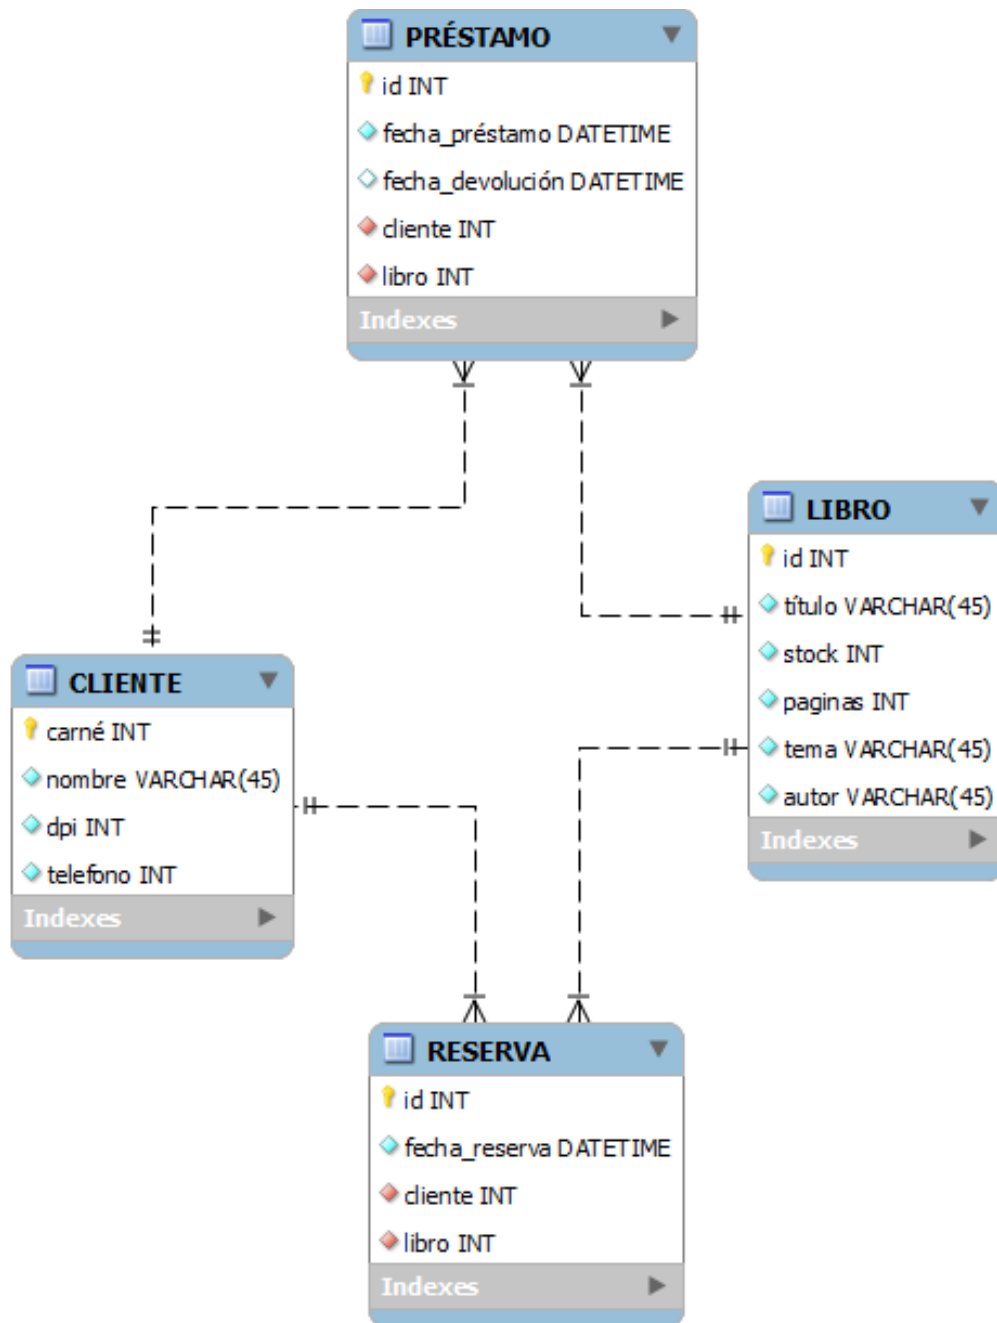 PRÉSTAMO
id INT
fecha_préstamo DATETIME
fecha_devolución DATETIME
cliente INT
libro INT
Indexes
LIBRO
id INT
título VARCHAR(45)
stock INT
paginas INT
tema VARCHAR(45)
autor VARCHAR(45)
Indexes
CLIENTE
carné INT
nombre VARCHAR(45)
dpi INT
telefono INT
Indexes
RESERVA
id INT
fecha_reserva DATETIME
cliente INT
libro INT
Indexes